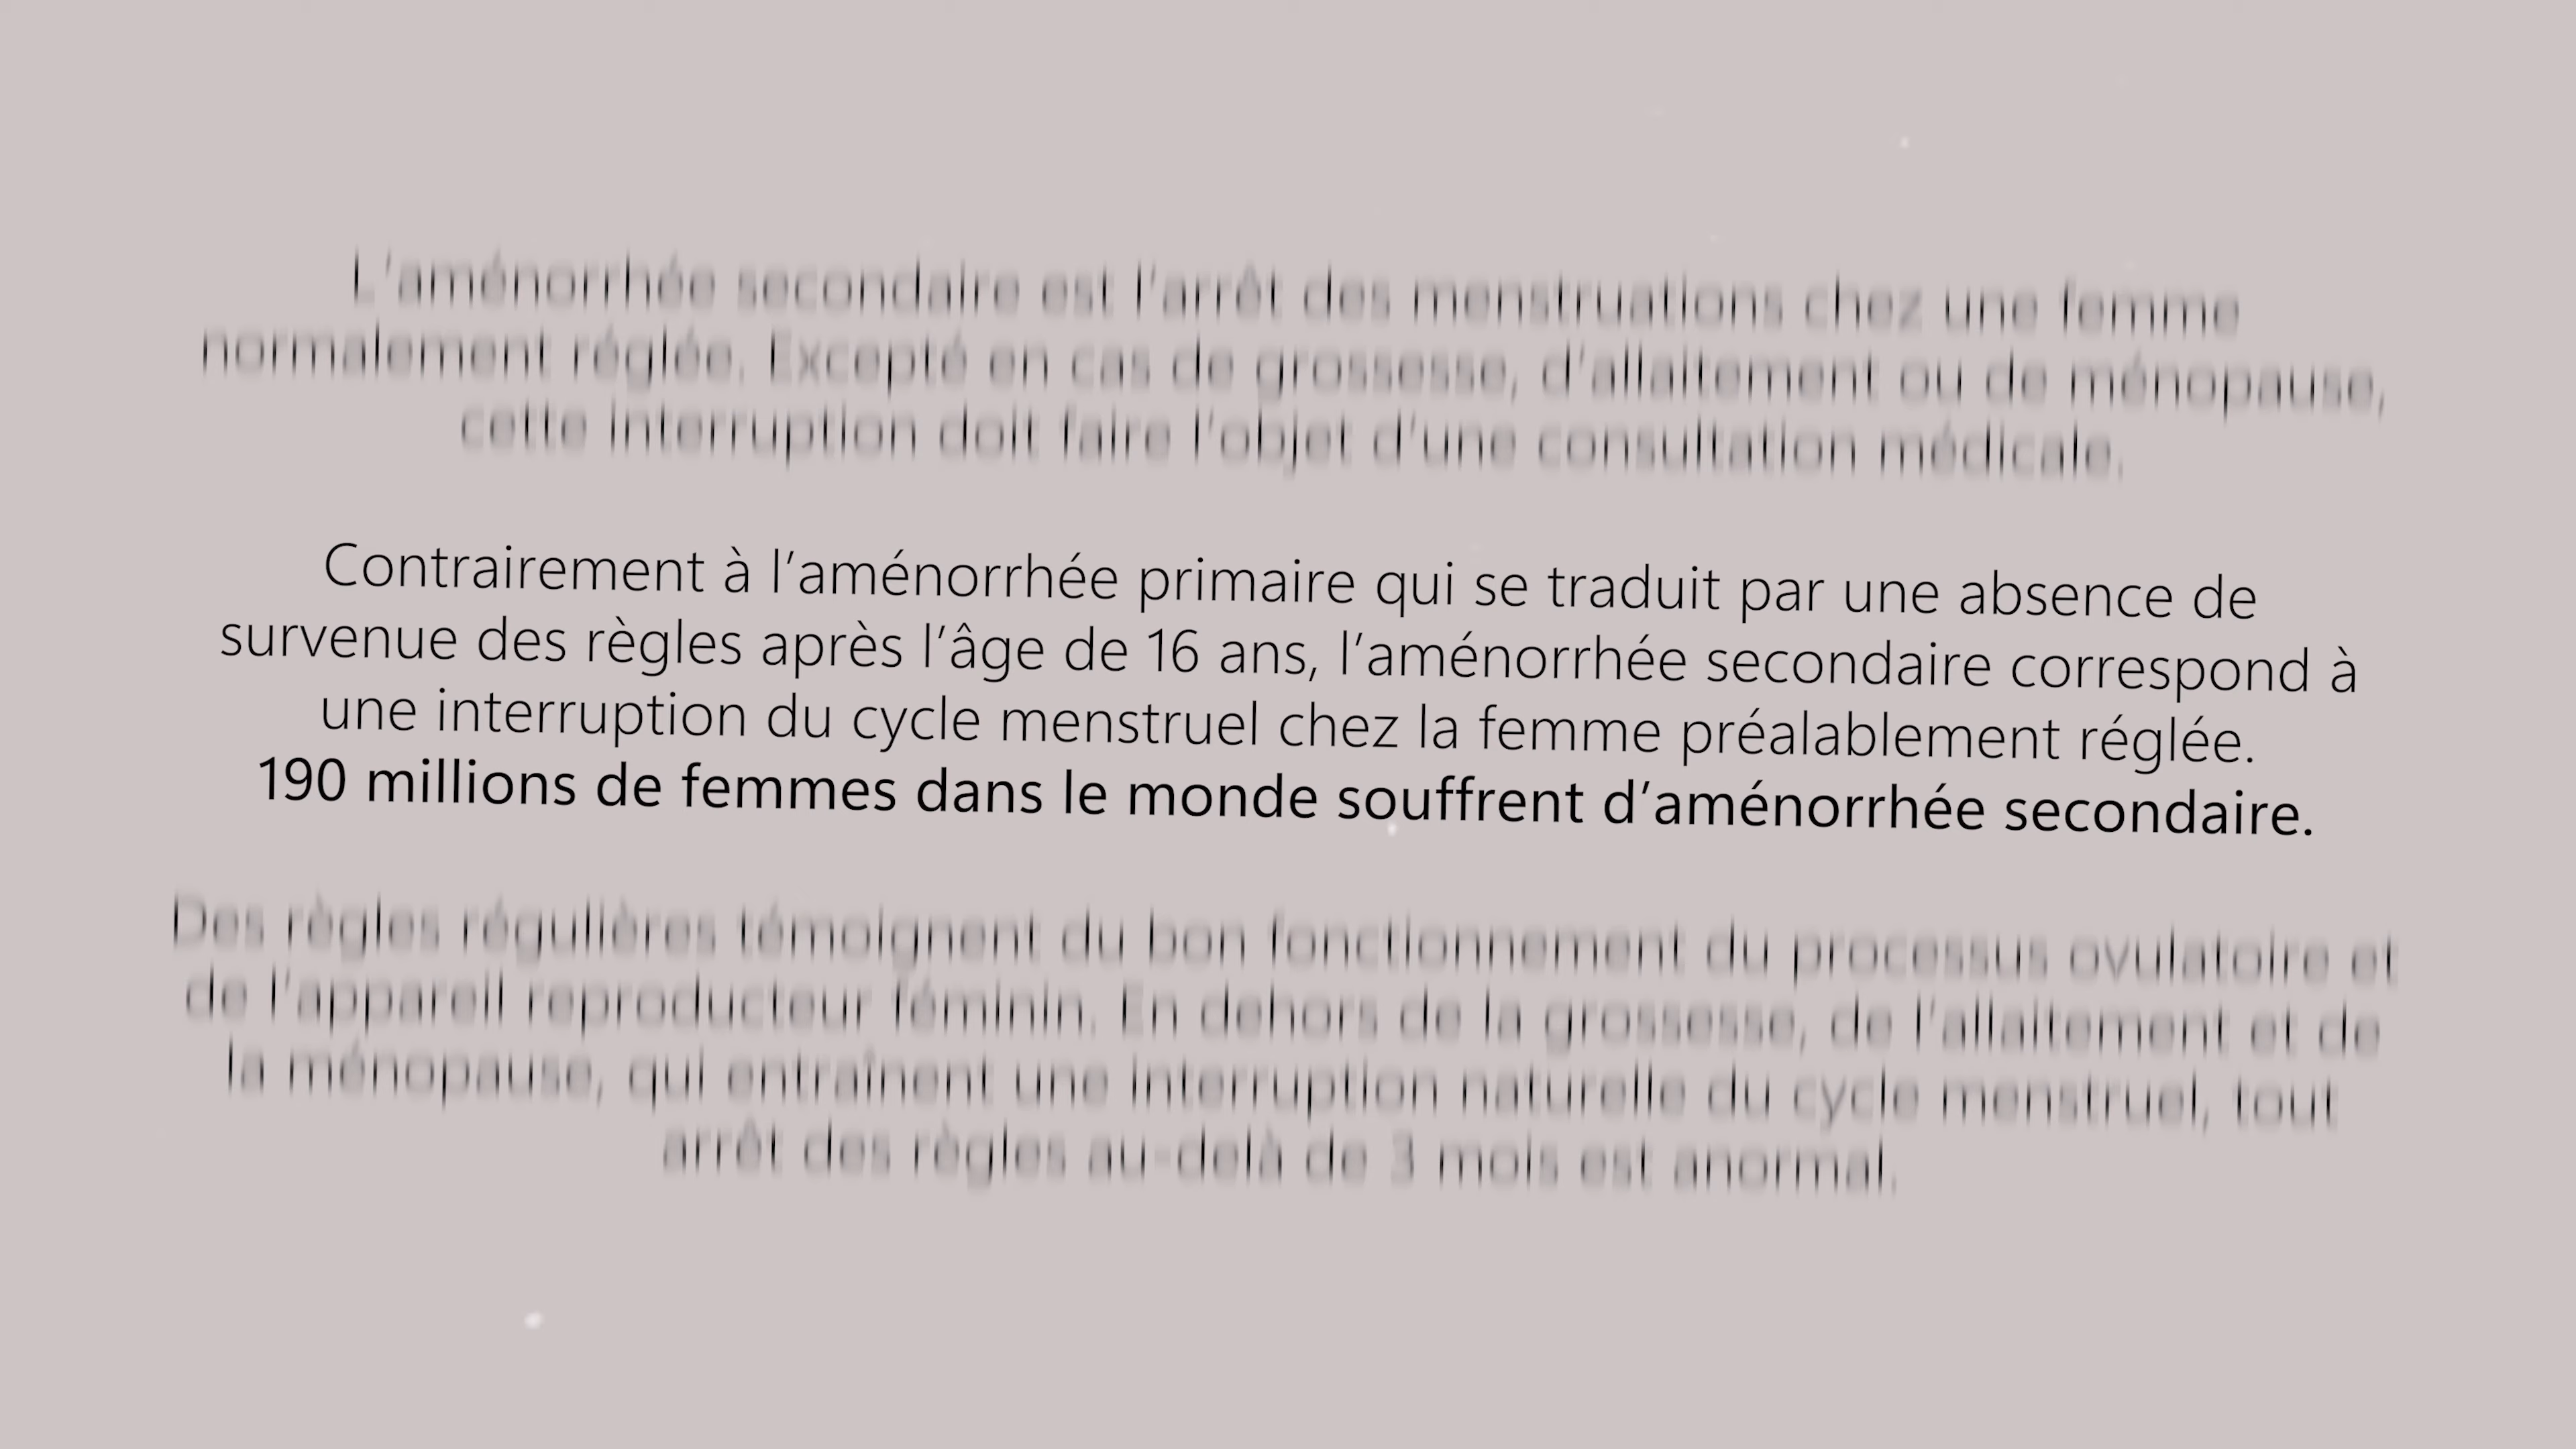 L’aménorrhée secondaire est l’arrêt des menstruations chez une femme
normalement réglée. Excepté en cas de grossesse, d’allaitement ou de ménopause,
cette interruption doit faire l’objet d’une consultation médicale.
Contrairement à l’aménorrhée primaire qui se traduit par une absence de
survenue des règles après l’âge de 16 ans, l’aménorrhée secondaire correspond à
une interruption du cycle menstruel chez la femme préalablement réglée.
190 millions de femmes dans le monde souffrent d’aménorrhée secondaire.
Des règles régulières témoignent du bon fonctionnement du processus ovulatoire et
de l’appareil reproducteur féminin. En dehors de la grossesse, de l’allaitement et de
la ménopause, qui entraînent une interruption naturelle du cycle menstruel, tout
arrêt des règles au-delà de 3 mois est anormal.